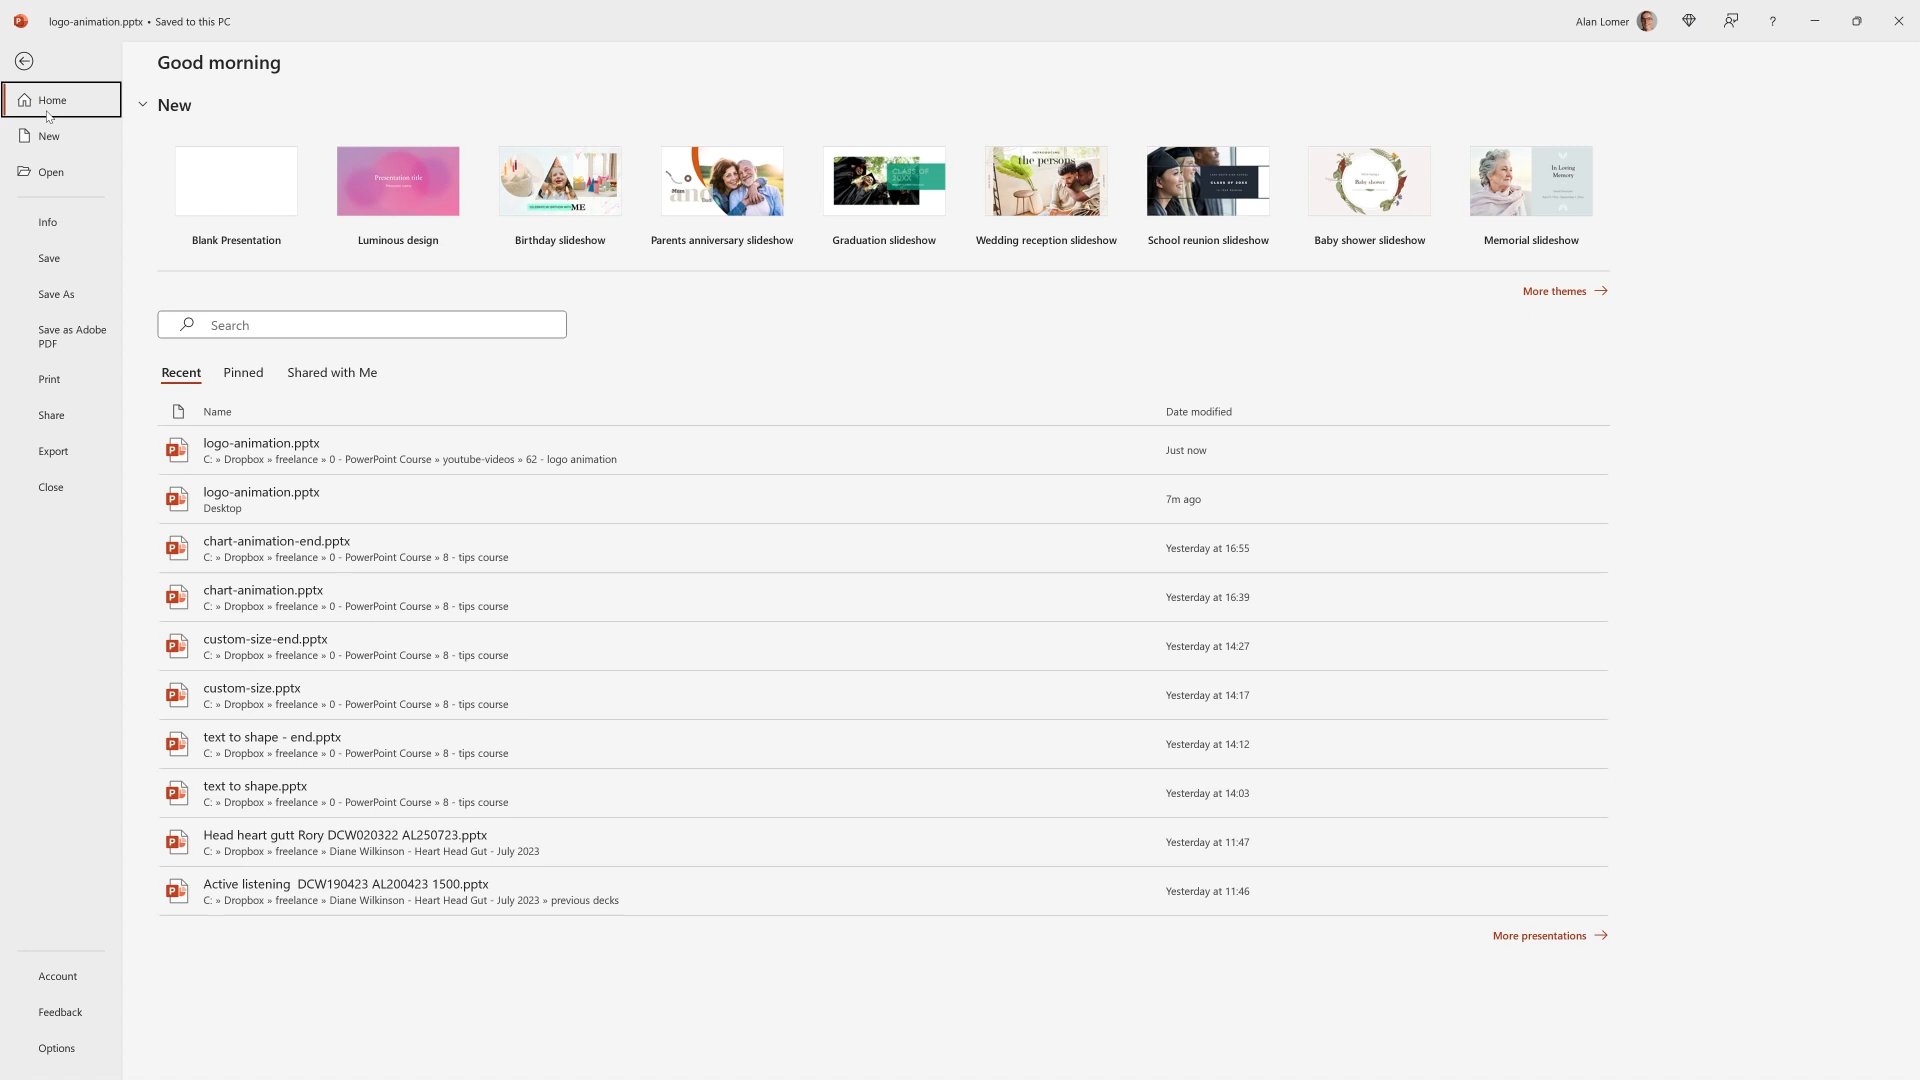 logo-animation.pptx • Saved to this PC
Alan Lomer
?
Good morning
Home
New
Open
Info
Save
Save As
Save as Adobe
PDF
Print
Share
Export
Close
Account
Feedback
Options
New
Presentation title
ME
INTRODUCING
the persons
CLASS OF
20XX
CLASS OF 20XX
Baby shower
In Loving
Memory
Blank Presentation
Luminous design
Birthday slideshow
Parents anniversary slideshow
Graduation slideshow
Wedding reception slideshow
School reunion slideshow
Baby shower slideshow
Memorial slideshow
More themes
Search
Recent Pinned Shared with Me
Name Date modified
logo-animation.pptx
C: » Dropbox » freelance » 0 - PowerPoint Course » youtube-videos » 62 - logo animation
Just now
logo-animation.pptx
Desktop
7m ago
chart-animation-end.pptx
C: » Dropbox » freelance » 0 - PowerPoint Course » 8 - tips course
Yesterday at 16:55
chart-animation.pptx
C: » Dropbox » freelance » 0 - PowerPoint Course » 8 - tips course
Yesterday at 16:39
custom-size-end.pptx
C: » Dropbox » freelance » 0 - PowerPoint Course » 8 - tips course
Yesterday at 14:27
custom-size.pptx
C: » Dropbox » freelance » 0 - PowerPoint Course » 8 - tips course
Yesterday at 14:17
text to shape - end.pptx
C: » Dropbox » freelance » 0 - PowerPoint Course » 8 - tips course
Yesterday at 14:12
text to shape.pptx
C: » Dropbox » freelance » 0 - PowerPoint Course » 8 - tips course
Yesterday at 14:03
Head heart gutt Rory DCW020322 AL250723.pptx
C: » Dropbox » freelance » Diane Wilkinson - Heart Head Gut - July 2023
Yesterday at 11:47
Active listening  DCW190423 AL200423 1500.pptx
C: » Dropbox » freelance » Diane Wilkinson - Heart Head Gut - July 2023 » previous decks
Yesterday at 11:46
More presentations